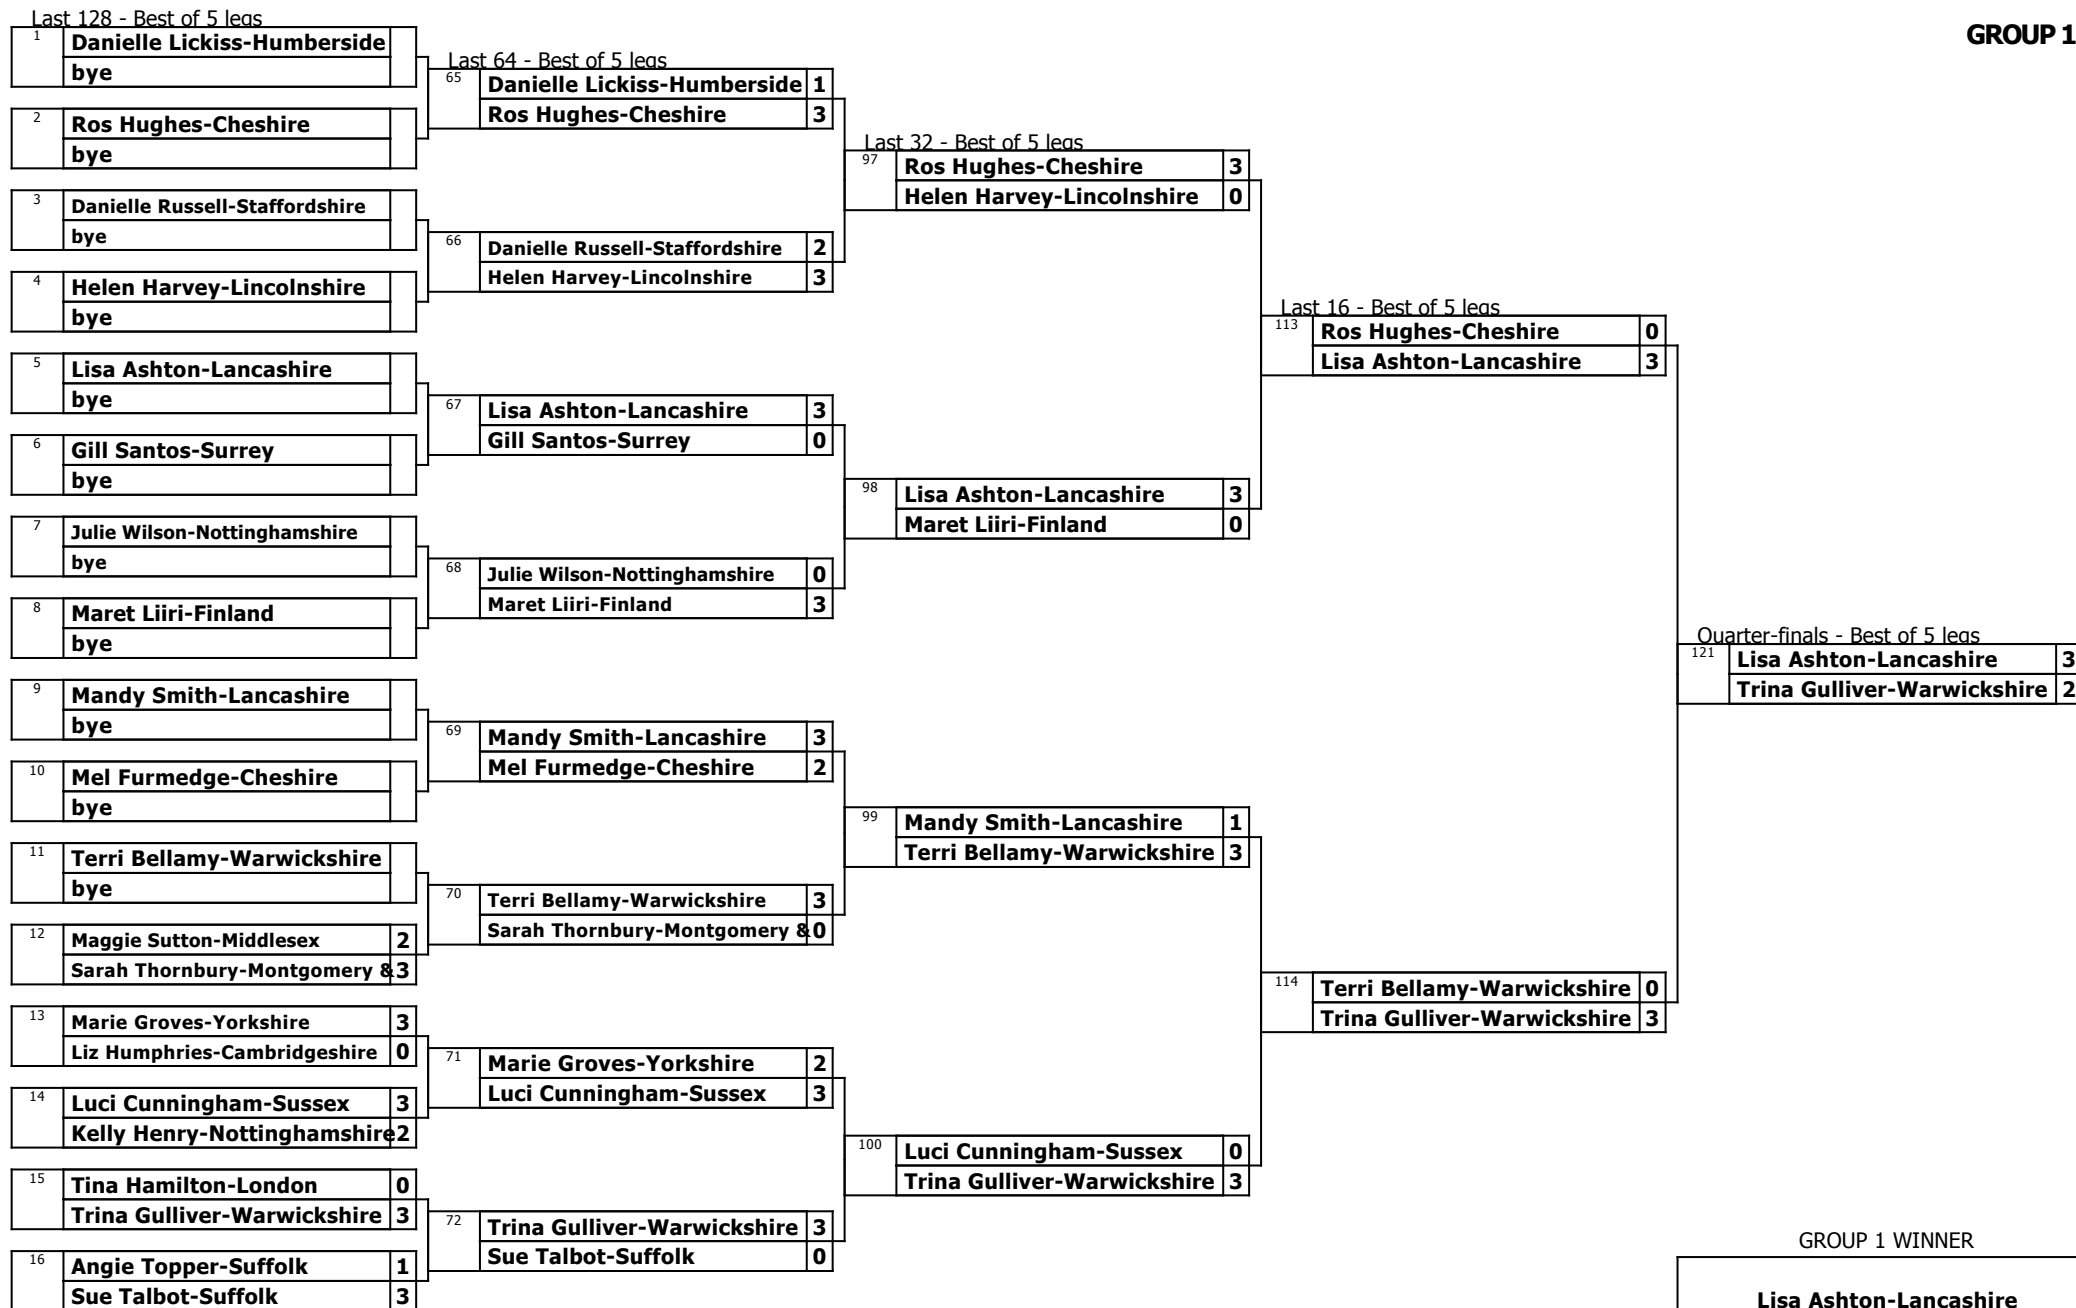 Last 128 - Best of 5 legs
GROUP 1
1
Danielle Lickiss-Humberside
bye
2
Ros Hughes-Cheshire
bye
3
Danielle Russell-Staffordshire
bye
4
Helen Harvey-Lincolnshire
bye
5
Lisa Ashton-Lancashire
bye
6
Gill Santos-Surrey
bye
7
Julie Wilson-Nottinghamshire
bye
8
Maret Liiri-Finland
bye
9
Mandy Smith-Lancashire
bye
10
Mel Furmedge-Cheshire
bye
11
Terri Bellamy-Warwickshire
bye
12
Maggie Sutton-Middlesex 2
Sarah Thornbury-Montgomery & 3
13
Marie Groves-Yorkshire 3
Liz Humphries-Cambridgeshire 0
14
Luci Cunningham-Sussex 3
Kelly Henry-Nottinghamshire 2
15
Tina Hamilton-London 0
Trina Gulliver-Warwickshire 3
16
Angie Topper-Suffolk 1
Sue Talbot-Suffolk 3
Last 64 - Best of 5 legs
65
Danielle Lickiss-Humberside 1
Ros Hughes-Cheshire 3
66
Danielle Russell-Staffordshire 2
Helen Harvey-Lincolnshire 3
67
Lisa Ashton-Lancashire 3
Gill Santos-Surrey 0
68
Julie Wilson-Nottinghamshire 0
Maret Liiri-Finland 3
69
Mandy Smith-Lancashire 3
Mel Furmedge-Cheshire 2
70
Terri Bellamy-Warwickshire 3
Sarah Thornbury-Montgomery & 0
71
Marie Groves-Yorkshire 2
Luci Cunningham-Sussex 3
72
Trina Gulliver-Warwickshire 3
Sue Talbot-Suffolk 0
Last 32 - Best of 5 legs
97
Ros Hughes-Cheshire 3
Helen Harvey-Lincolnshire 0
98
Lisa Ashton-Lancashire 3
Maret Liiri-Finland 0
99
Mandy Smith-Lancashire 1
Terri Bellamy-Warwickshire 3
100
Luci Cunningham-Sussex 0
Trina Gulliver-Warwickshire 3
Last 16 - Best of 5 legs
113
Ros Hughes-Cheshire 0
Lisa Ashton-Lancashire 3
114
Terri Bellamy-Warwickshire 0
Trina Gulliver-Warwickshire 3
Quarter-finals - Best of 5 legs
121
Lisa Ashton-Lancashire 3
Trina Gulliver-Warwickshire 2
GROUP 1 WINNER
Lisa Ashton-Lancashire